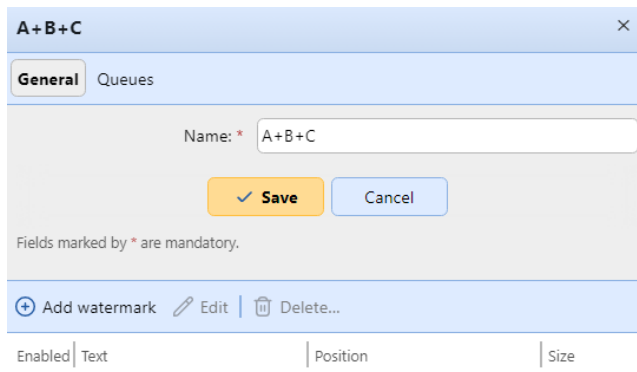 A+B+C
General Queues
Name: * A+B+C
Save Cancel
Fields marked by * are mandatory.
Add watermark Edit Delete...
Enabled Text Position Size